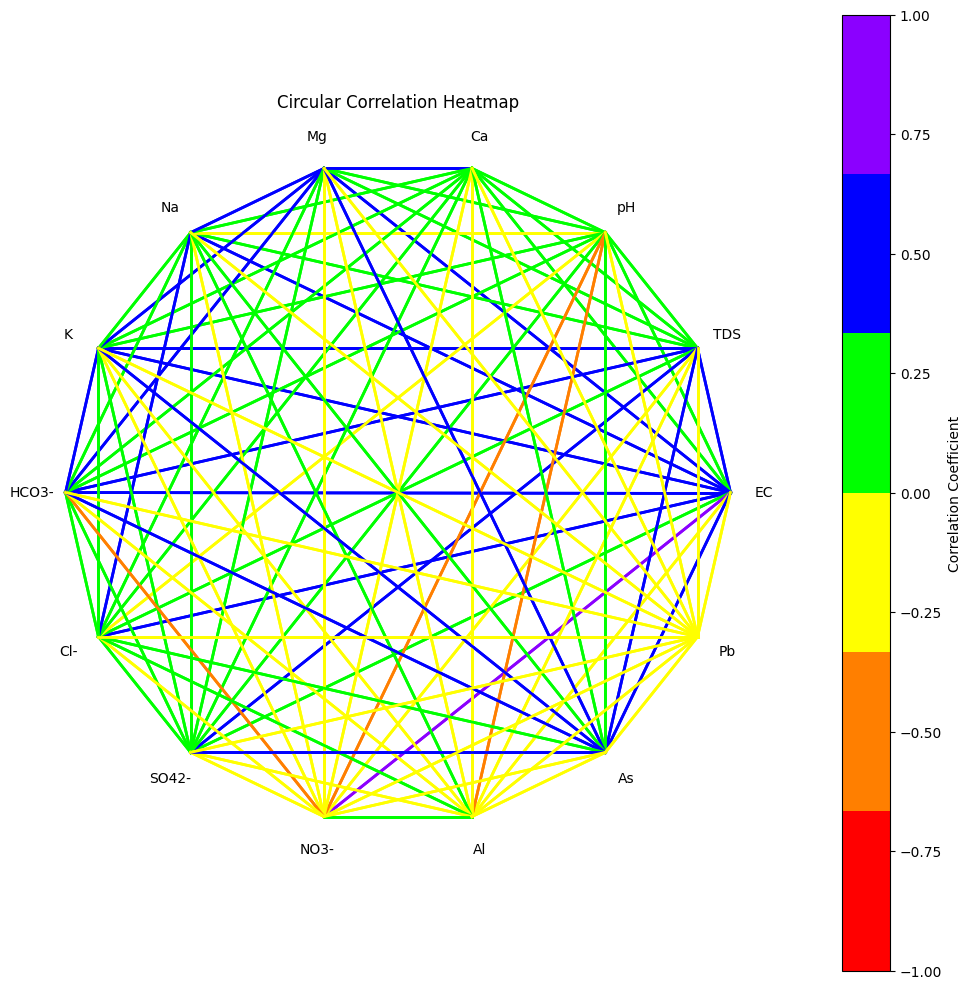 Circular Correlation Heatmap
Mg
Ca
Na
pH
K
TDS
HCO3-
EC
Cl-
Pb
SO42-
As
NO3-
Al
1.00
0.75
0.50
0.25
0.00
−0.25
−0.50
−0.75
−1.00
Correlation Coefficient